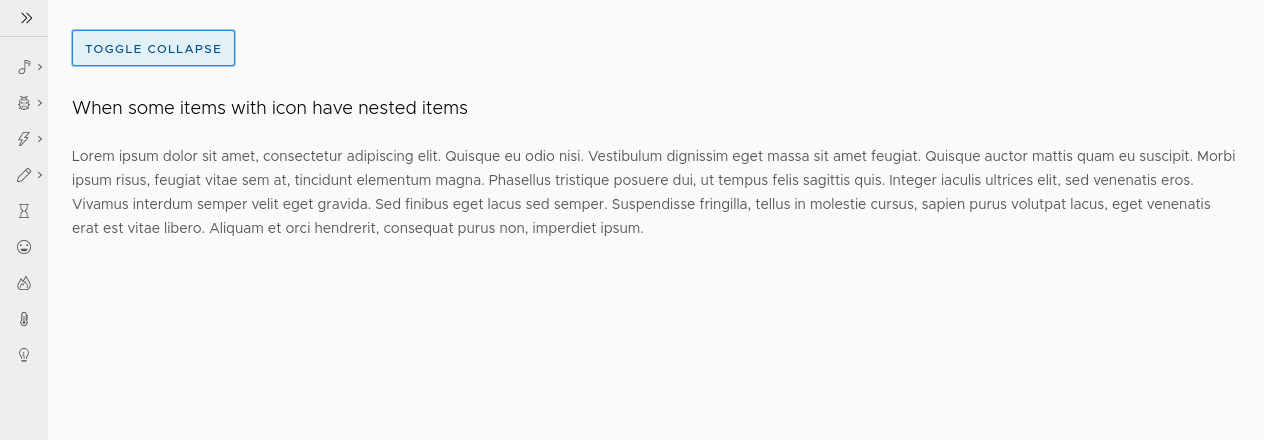 TOGGLE COLLAPSE
When some items with icon have nested items
Lorem ipsum dolor sit amet, consectetur adipiscing elit. Quisque eu odio nisi. Vestibulum dignissim eget massa sit amet feugiat. Quisque auctor mattis quam eu suscipit. Morbi
ipsum risus, feugiat vitae sem at, tincidunt elementum magna. Phasellus tristique posuere dui, ut tempus felis sagittis quis. Integer iaculis ultrices elit, sed venenatis eros.
Vivamus interdum semper velit eget gravida. Sed finibus eget lacus sed semper. Suspendisse fringilla, tellus in molestie cursus, sapien purus volutpat lacus, eget venenatis
erat est vitae libero. Aliquam et orci hendrerit, consequat purus non, imperdiet ipsum.